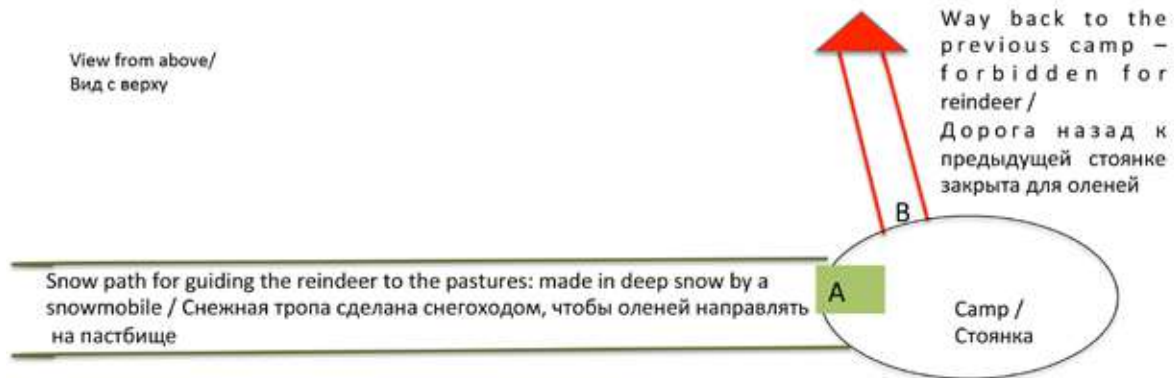 View from above/
Вид с верху
Way back to the
previous camp –
forbidden for
reindeer /
Дорога назад к
предыдущей стоянке
закрыта для оленей
B
Snow path for guiding the reindeer to the pastures: made in deep snow by a
snowmobile / Снежная тропа сделана снегоходом, чтобы оленей направлять
на пастбище
A
Camp /
Стоянка